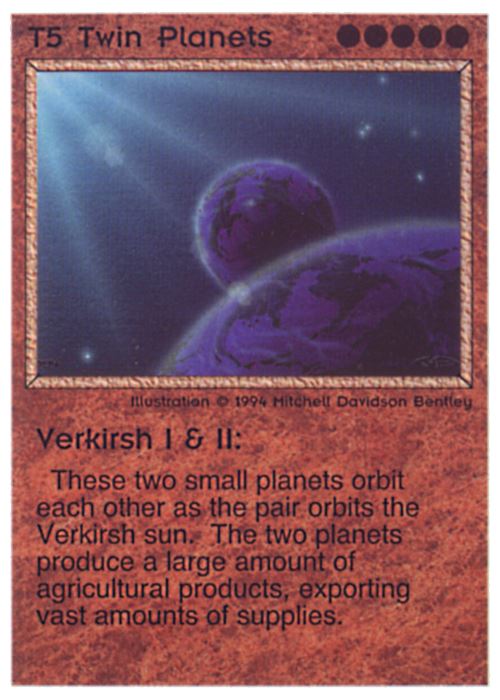 T5 Twin Planets
Illustration © 1994 Mitchell Davidson Bentley
Verkirsh I & II:
These two small planets orbit
each other as the pair orbits the
Verkirsh sun. The two planets
produce a large amount of
agricultural products, exporting
vast amounts of supplies.